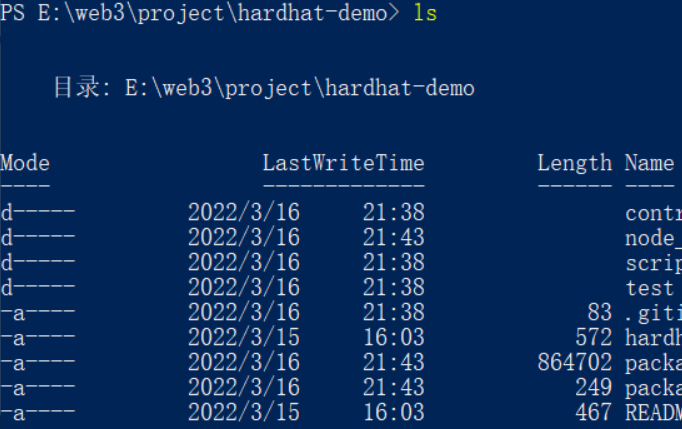 PS E:\web3\project\hardhat-demo> ls
目录: E:\web3\project\hardhat-demo
Mode LastWriteTime Length Name
---- ------------- ------ ----
d----- 2022/3/16 21:38 contr
d----- 2022/3/16 21:43 node_
d----- 2022/3/16 21:38 scrip
d----- 2022/3/16 21:38 test
-a---- 2022/3/16 21:38 83 .giti
-a---- 2022/3/15 16:03 572 hardh
-a---- 2022/3/16 21:43 864702 packa
-a---- 2022/3/16 21:43 249 packa
-a---- 2022/3/15 16:03 467 READM